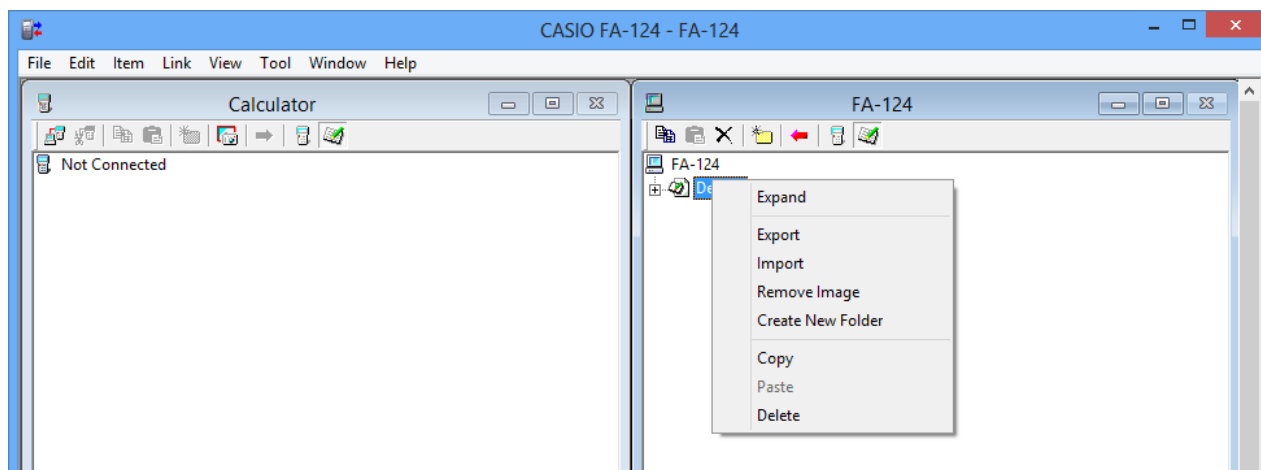 CASIO FA-124 - FA-124
File Edit Item Link View Tool Window Help
Calculator
Not Connected
FA-124
FA-124
Expand
Export
Import
Remove Image
Create New Folder
Copy
Paste
Delete